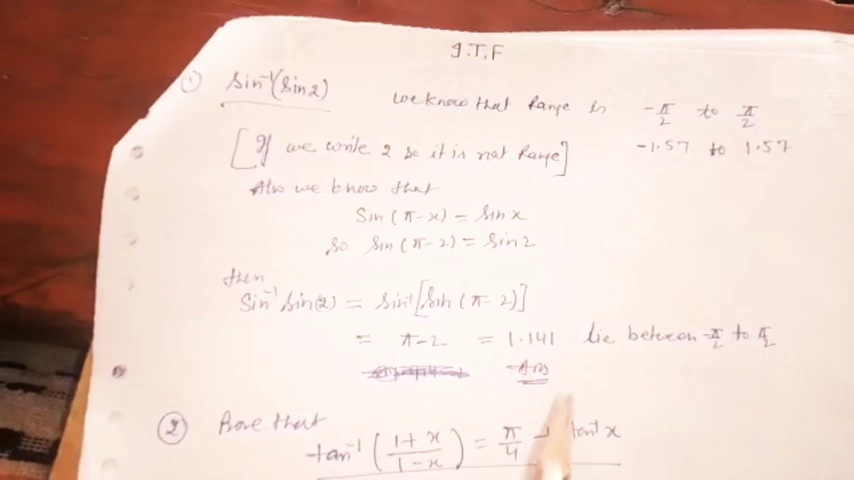 I.T.F
① sin⁻¹(sin2) we know that Range is -π/2 to π/2
[If we write 2 so it is not Range] -1.57 to 1.57
Also we know that
Sin(π-x) = sinx
so sin(π-2) = sin2
then
Sin⁻¹ sin(2) = sin⁻¹[sin(π-2)]
= π-2 = 1.141 lie between -π/2 to π/2
Ans
② Prove that
tan⁻¹((1+x)/(1-x)) = π/4 tan⁻¹x